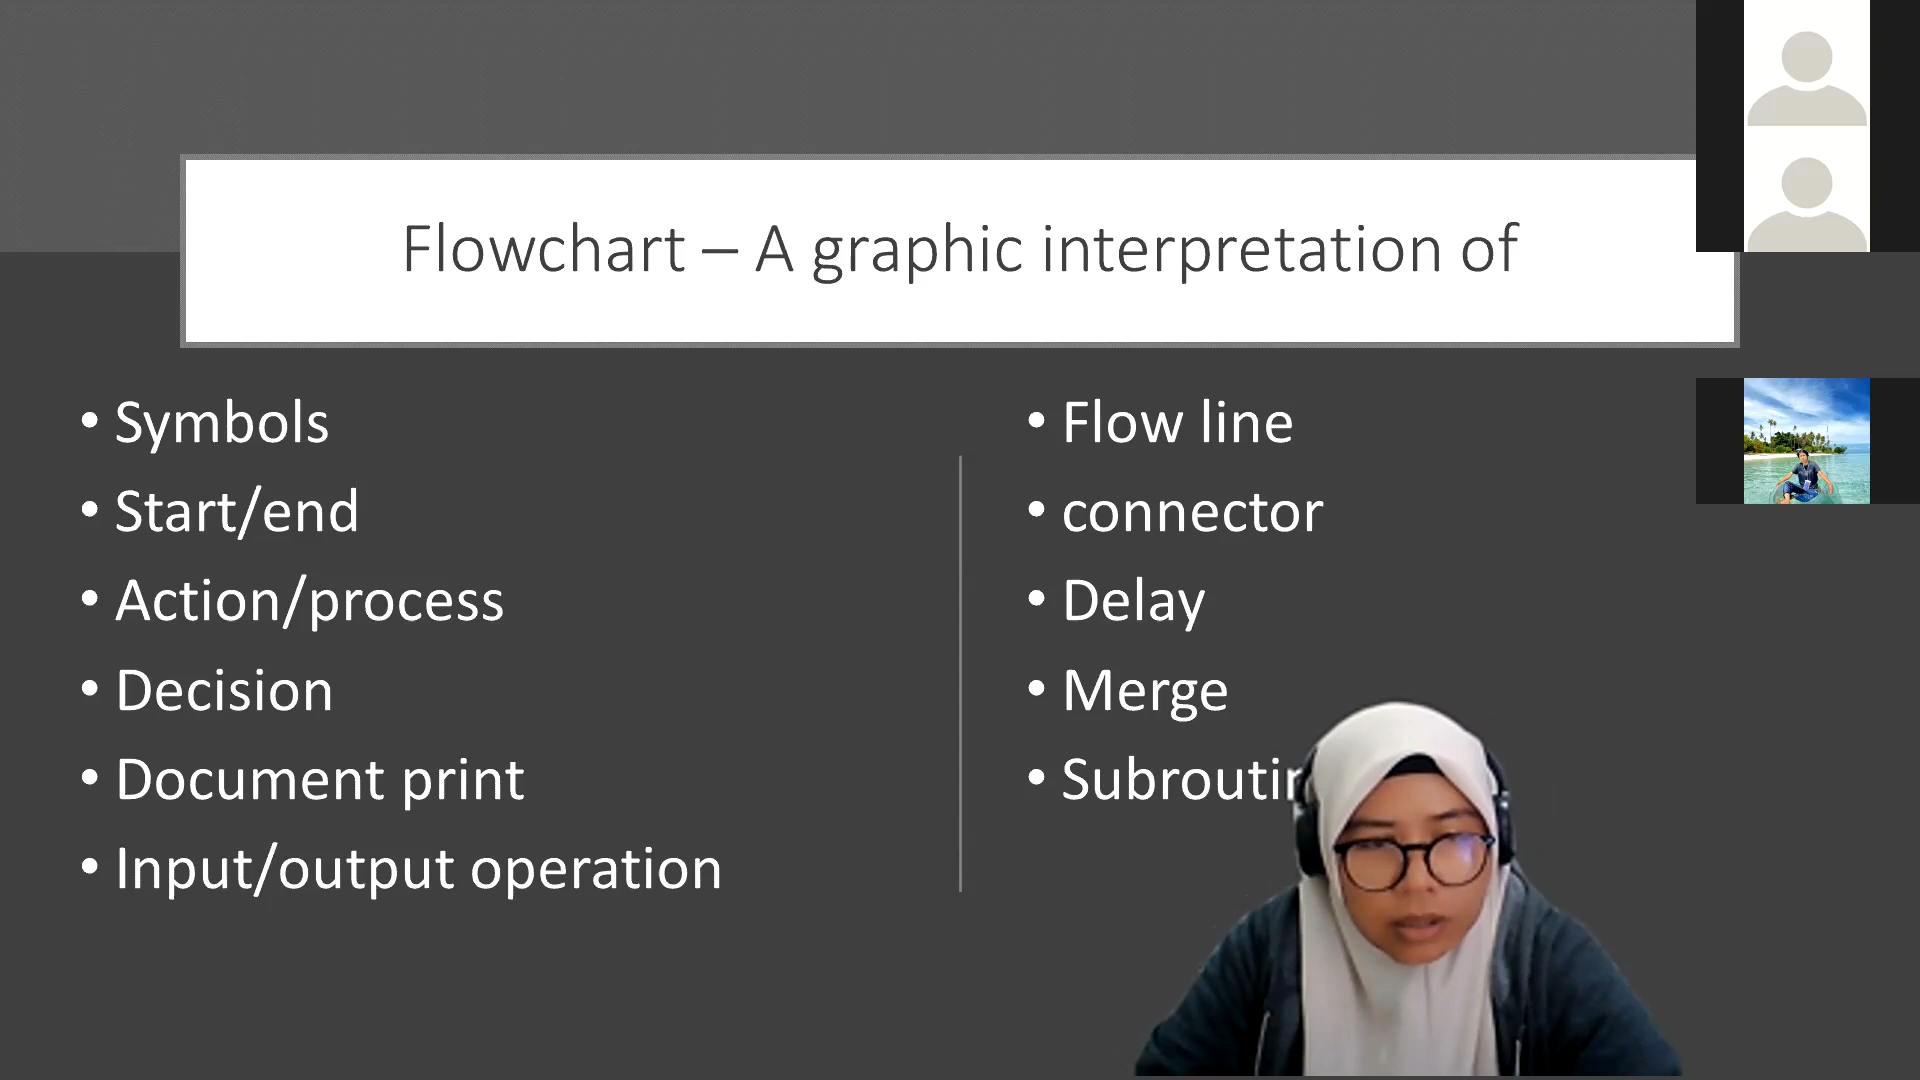 Flowchart – A graphic interpretation of
• Symbols
• Start/end
• Action/process
• Decision
• Document print
• Input/output operation
• Flow line
• connector
• Delay
• Merge